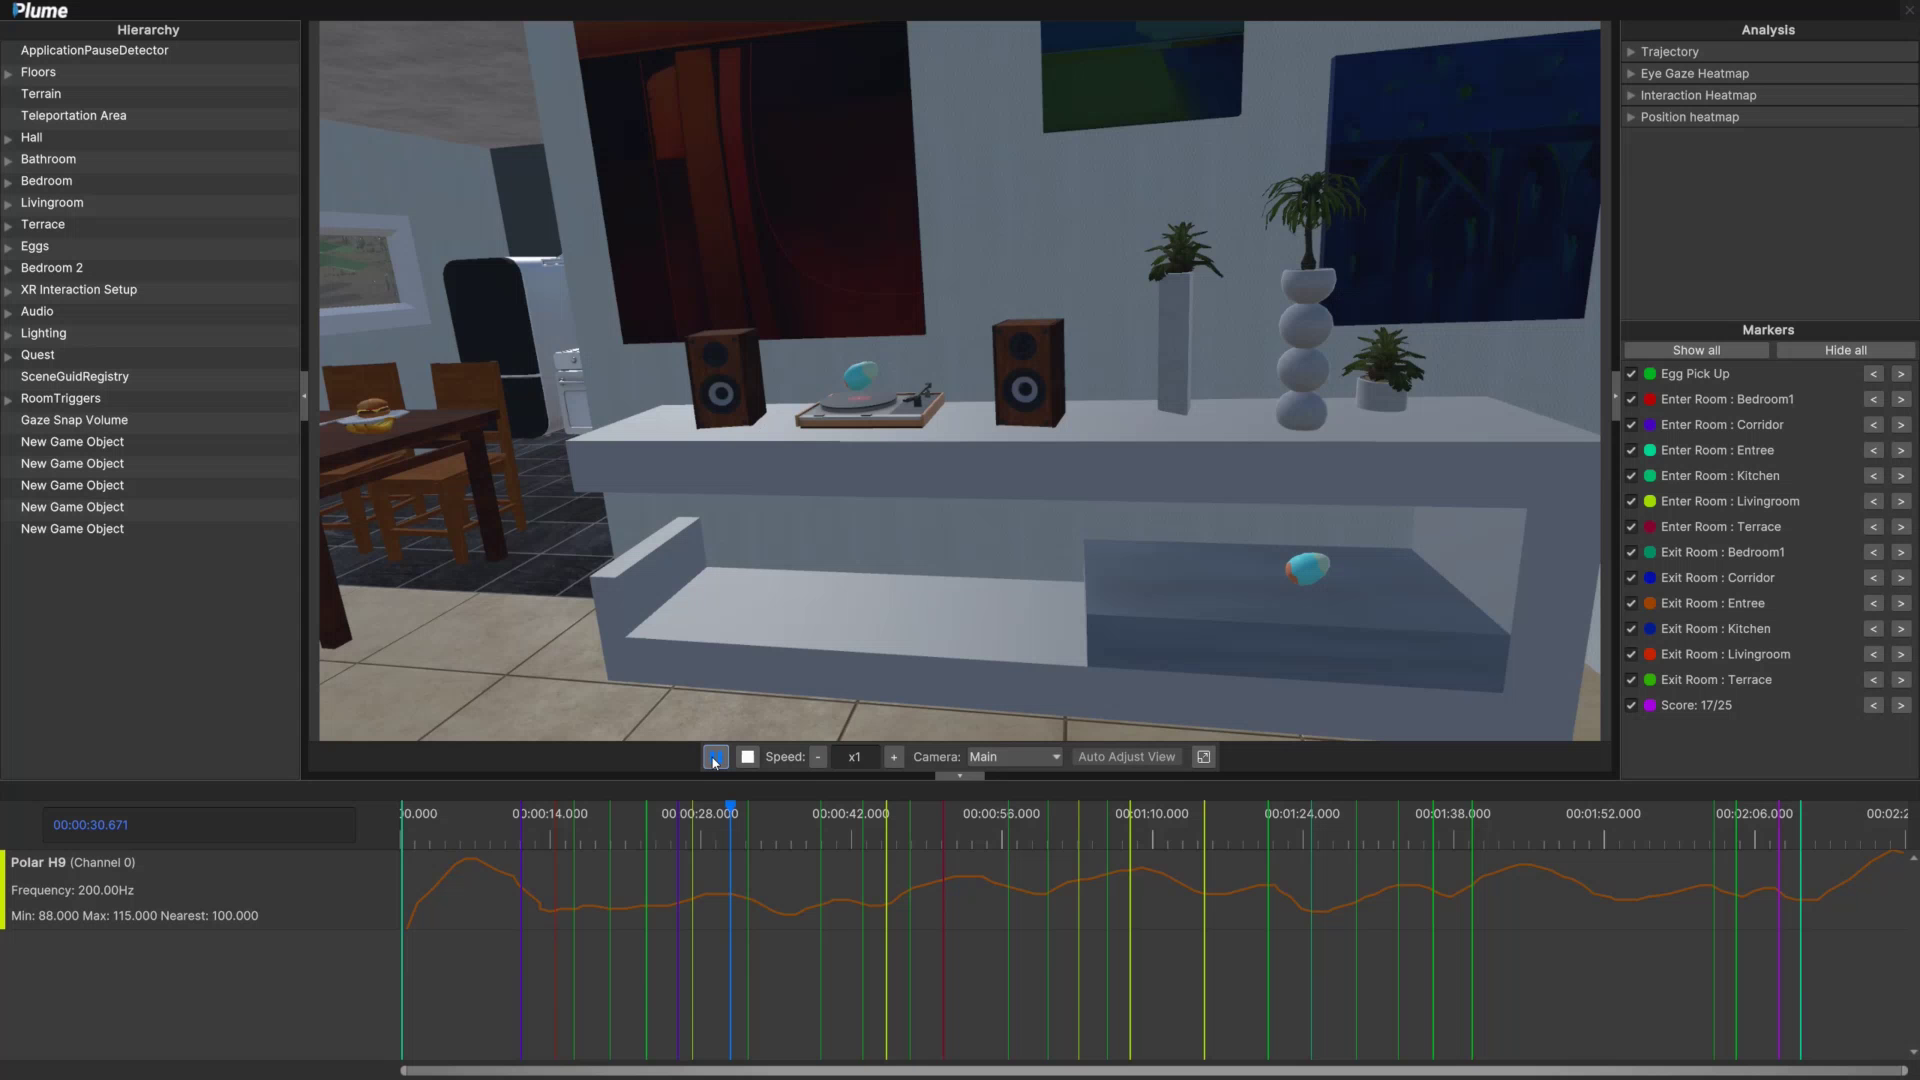 Plume
Hierarchy
ApplicationPauseDetector
Floors
Terrain
Teleportation Area
Hall
Bathroom
Bedroom
Livingroom
Terrace
Eggs
Bedroom 2
XR Interaction Setup
Audio
Lighting
Quest
SceneGuidRegistry
RoomTriggers
Gaze Snap Volume
New Game Object
New Game Object
New Game Object
New Game Object
New Game Object
Analysis
Trajectory
Eye Gaze Heatmap
Interaction Heatmap
Position heatmap
Markers
Show all Hide all
Egg Pick Up < >
Enter Room : Bedroom1 < >
Enter Room : Corridor < >
Enter Room : Entree < >
Enter Room : Kitchen < >
Enter Room : Livingroom < >
Enter Room : Terrace < >
Exit Room : Bedroom1 < >
Exit Room : Corridor < >
Exit Room : Entree < >
Exit Room : Kitchen < >
Exit Room : Livingroom < >
Exit Room : Terrace < >
Score: 17/25 < >
Speed: - x1 + Camera: Main Auto Adjust View
00:00:30.671
0.000 00:00:14.000 00:00:28.000 00:00:42.000 00:00:56.000 00:01:10.000 00:01:24.000 00:01:38.000 00:01:52.000 00:02:06.000 00:02:2
Polar H9 (Channel 0)
Frequency: 200.00Hz
Min: 88.000 Max: 115.000 Nearest: 100.000